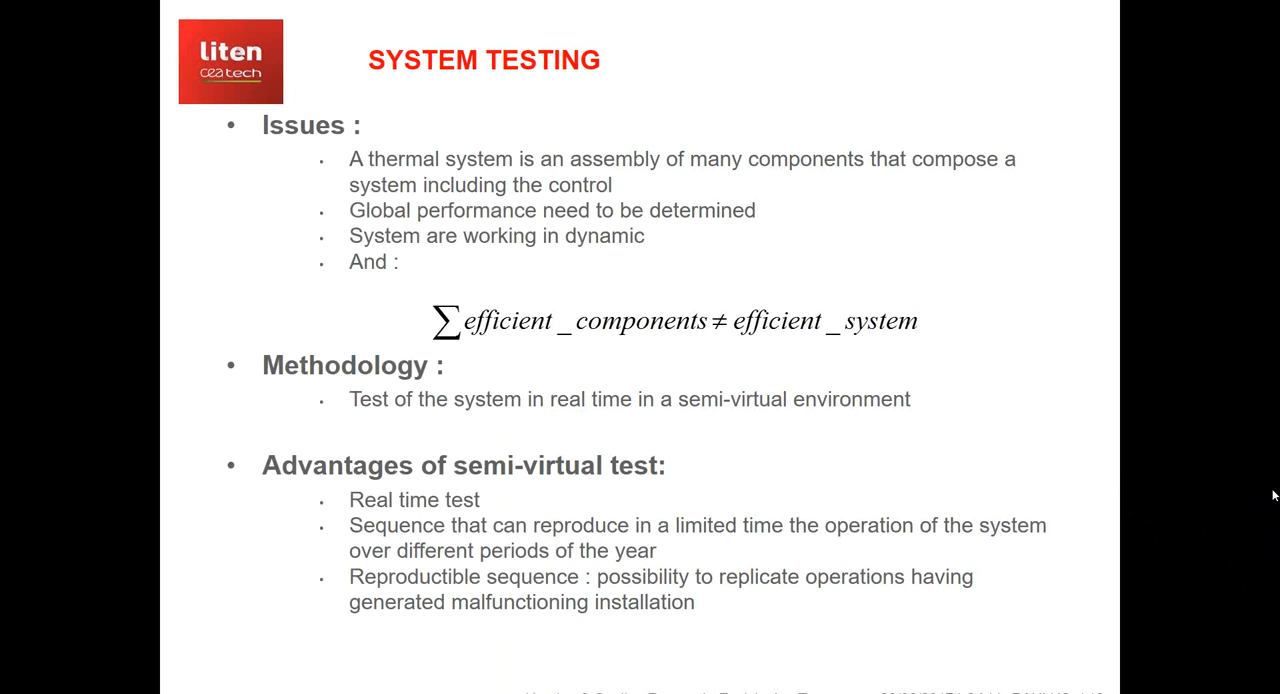 liten
ceatech
SYSTEM TESTING
• Issues :
• A thermal system is an assembly of many components that compose a
system including the control
• Global performance need to be determined
• System are working in dynamic
• And :
∑ efficient _ components ≠ efficient _ system
• Methodology :
• Test of the system in real time in a semi-virtual environment
• Advantages of semi-virtual test:
• Real time test
• Sequence that can reproduce in a limited time the operation of the system
over different periods of the year
• Reproductible sequence : possibility to replicate operations having
generated malfunctioning installation